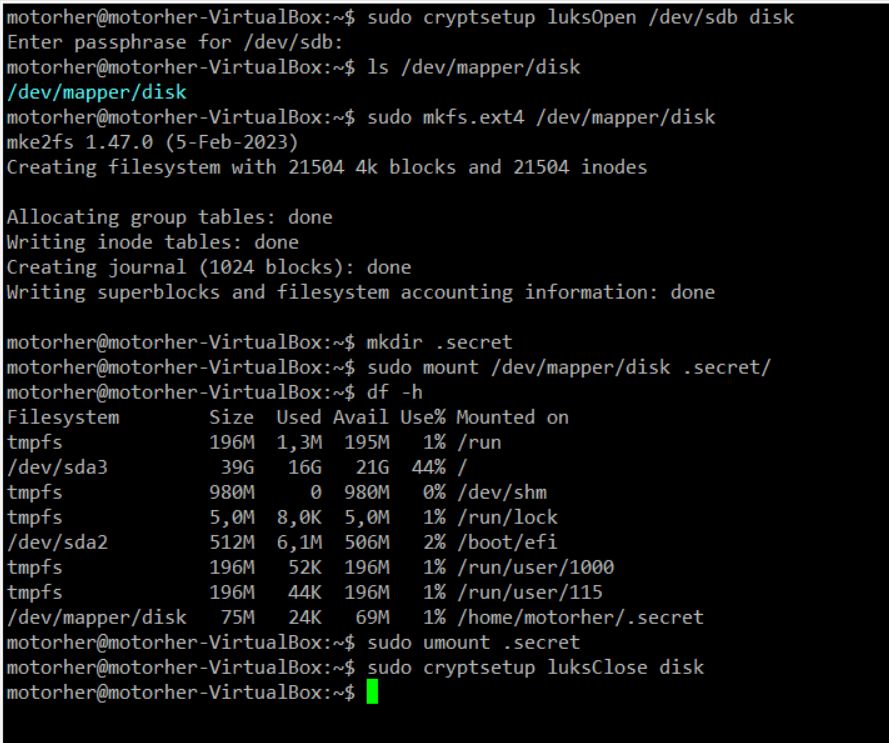 motorher@motorher-VirtualBox:~$ sudo cryptsetup luksOpen /dev/sdb disk
Enter passphrase for /dev/sdb:
motorher@motorher-VirtualBox:~$ ls /dev/mapper/disk
/dev/mapper/disk
motorher@motorher-VirtualBox:~$ sudo mkfs.ext4 /dev/mapper/disk
mke2fs 1.47.0 (5-Feb-2023)
Creating filesystem with 21504 4k blocks and 21504 inodes

Allocating group tables: done
Writing inode tables: done
Creating journal (1024 blocks): done
Writing superblocks and filesystem accounting information: done

motorher@motorher-VirtualBox:~$ mkdir .secret
motorher@motorher-VirtualBox:~$ sudo mount /dev/mapper/disk .secret/
motorher@motorher-VirtualBox:~$ df -h
Filesystem        Size  Used Avail Use% Mounted on
tmpfs             196M  1,3M  195M   1% /run
/dev/sda3          39G   16G   21G  44% /
tmpfs             980M     0  980M   0% /dev/shm
tmpfs             5,0M  8,0K  5,0M   1% /run/lock
/dev/sda2         512M  6,1M  506M   2% /boot/efi
tmpfs             196M   52K  196M   1% /run/user/1000
tmpfs             196M   44K  196M   1% /run/user/115
/dev/mapper/disk   75M   24K   69M   1% /home/motorher/.secret
motorher@motorher-VirtualBox:~$ sudo umount .secret
motorher@motorher-VirtualBox:~$ sudo cryptsetup luksClose disk
motorher@motorher-VirtualBox:~$